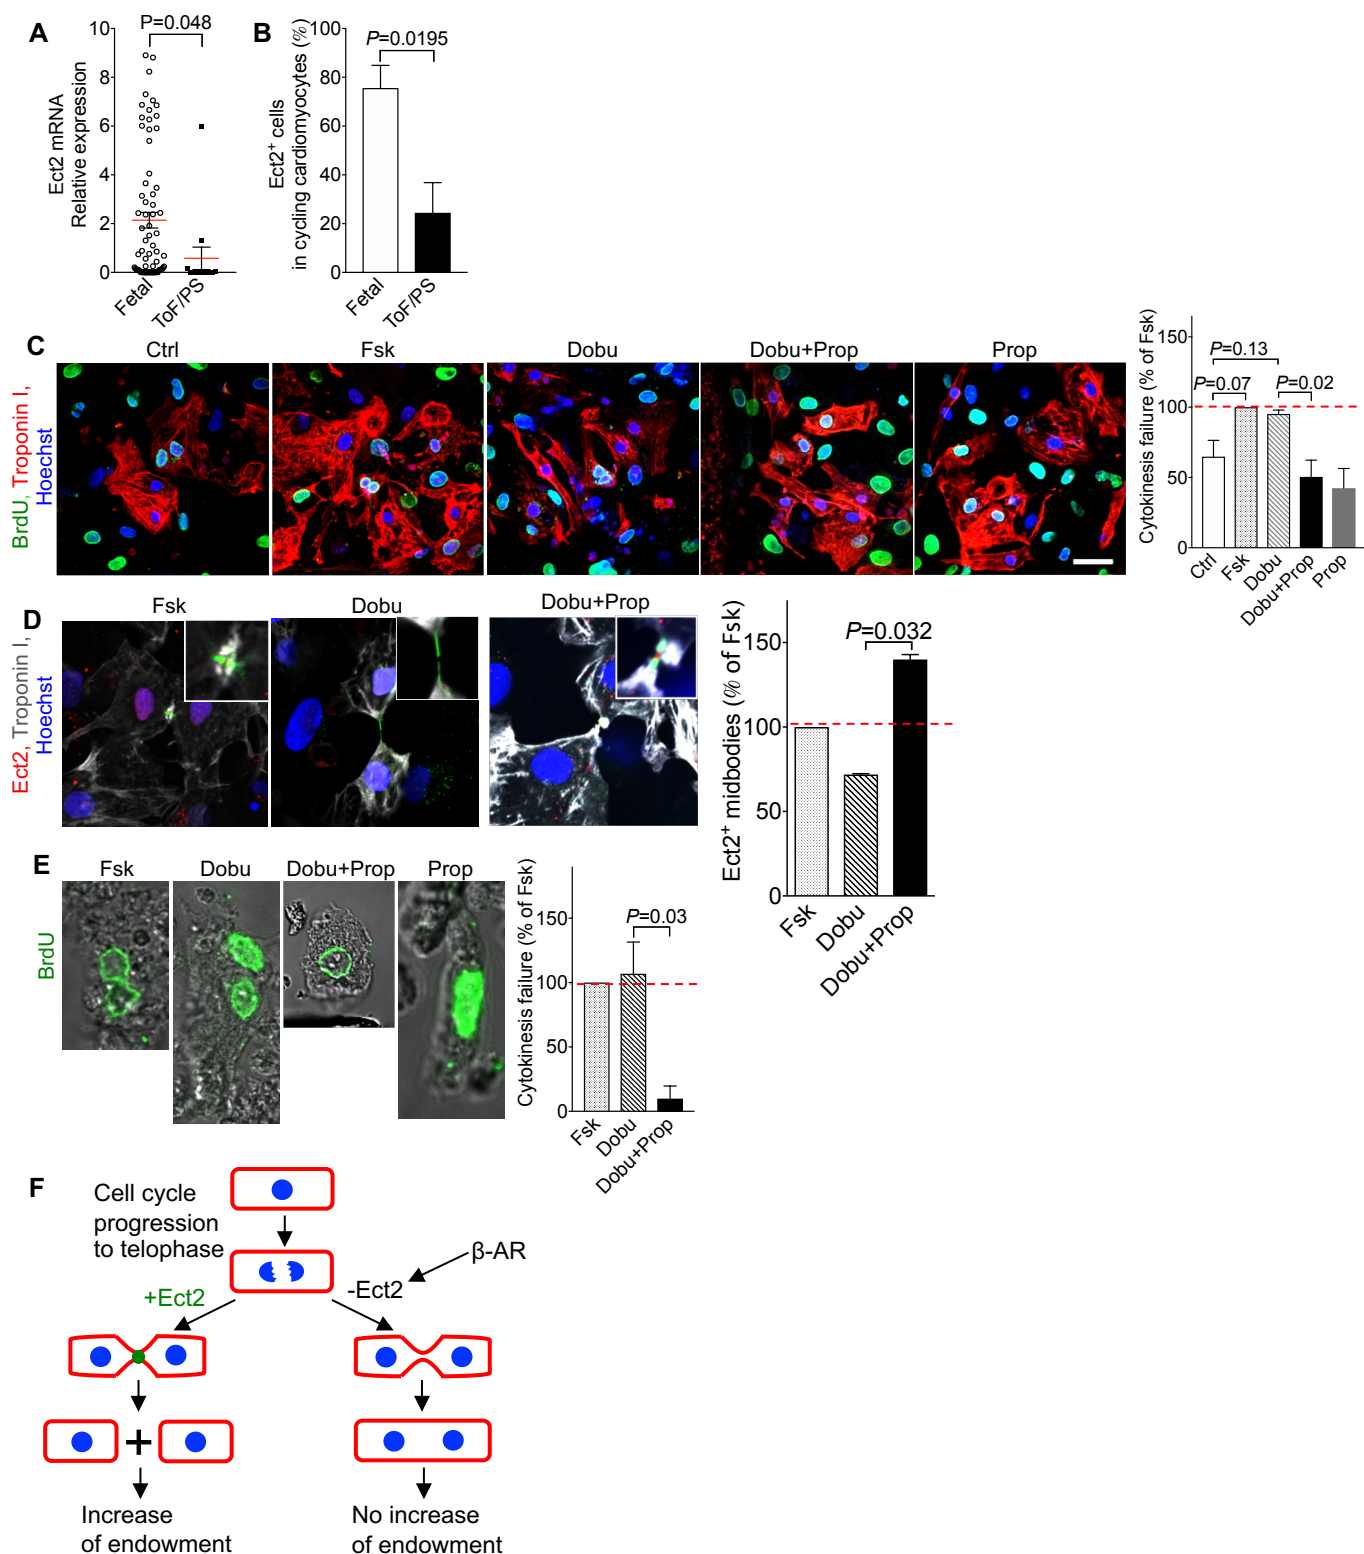 A
P=0.048
Ect2 mRNA
Relative expression
10
8
6
4
2
0
Fetal
ToF/PS
B
P=0.0195
Ect2⁺ cells
in cycling cardiomyocytes (%)
100
80
60
40
20
0
Fetal
ToF/PS
C
Ctrl
Fsk
Dobu
Dobu+Prop
Prop
BrdU, Troponin I,
Hoechst
Cytokinesis failure (% of Fsk)
150
100
50
0
P=0.13
P=0.07
P=0.02
Ctrl
Fsk
Dobu
Dobu+Prop
Prop
D
Fsk
Dobu
Dobu+Prop
Ect2, Troponin I,
Hoechst
Ect2⁺ midbodies (% of Fsk)
150
100
50
0
P=0.032
Fsk
Dobu
Dobu+Prop
E
Fsk
Dobu
Dobu+Prop
Prop
BrdU
Cytokinesis failure (% of Fsk)
150
100
50
0
P=0.03
Fsk
Dobu
Dobu+Prop
F
Cell cycle
progression
to telophase
β-AR
+Ect2
-Ect2
+
Increase
of endowment
No increase
of endowment